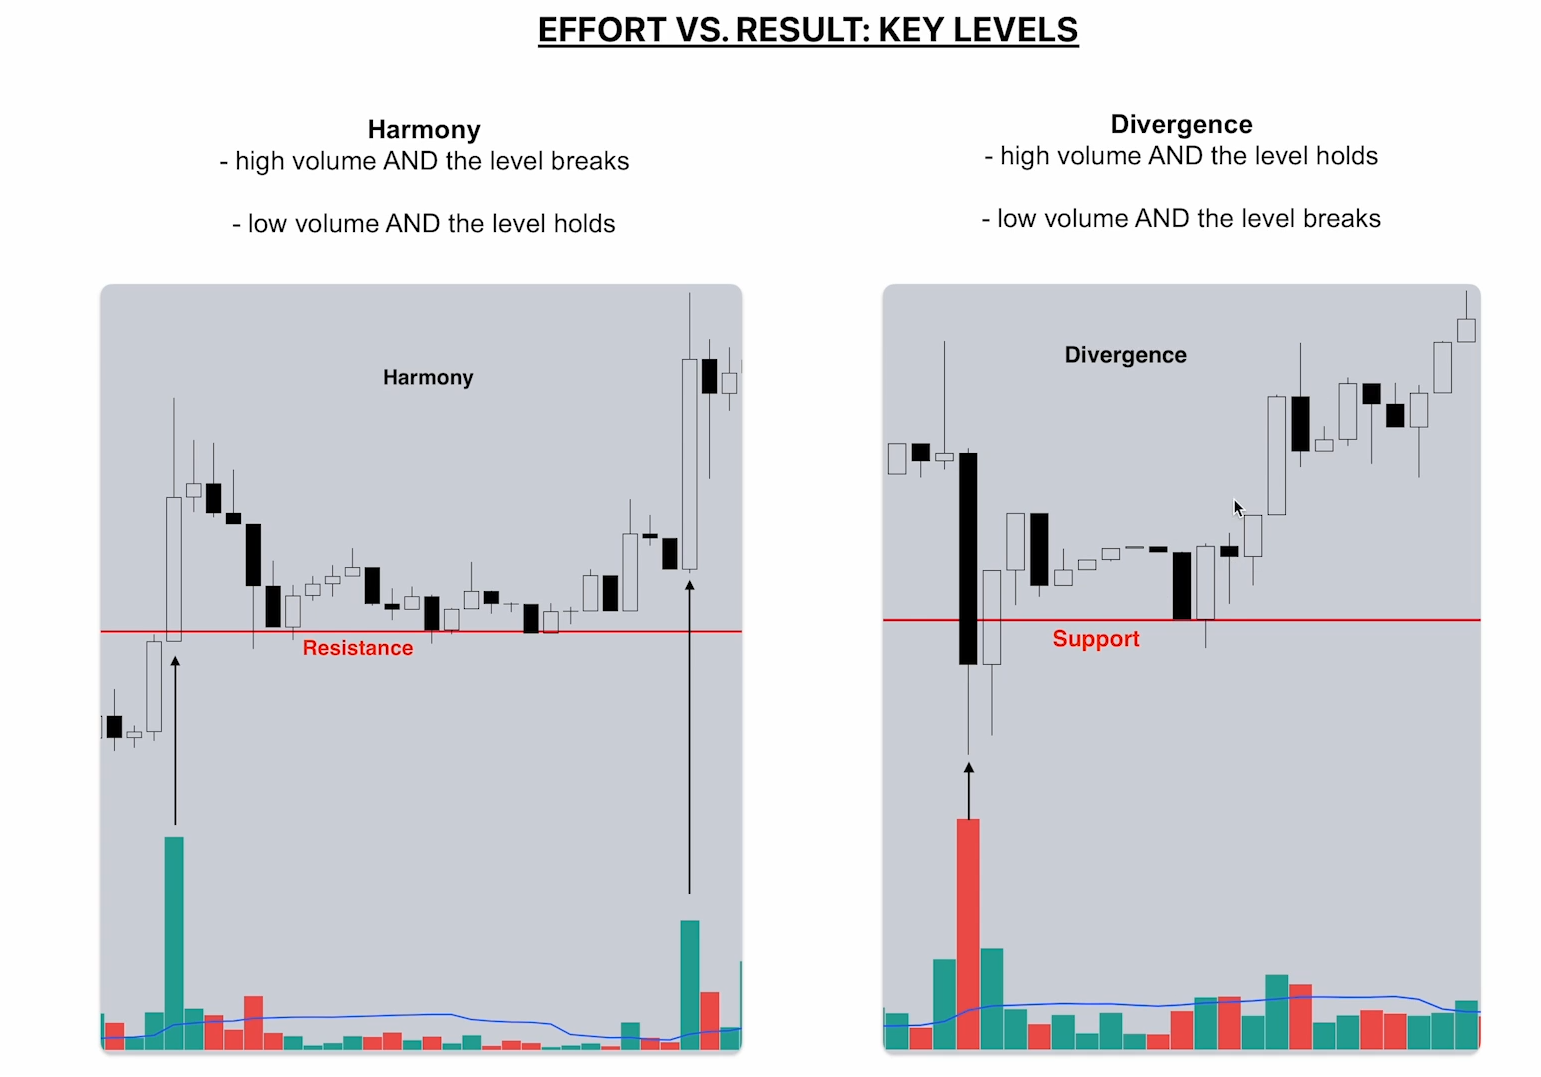 EFFORT VS. RESULT: KEY LEVELS
Harmony
- high volume AND the level breaks
- low volume AND the level holds
Divergence
- high volume AND the level holds
- low volume AND the level breaks
Harmony
Resistance
Divergence
Support